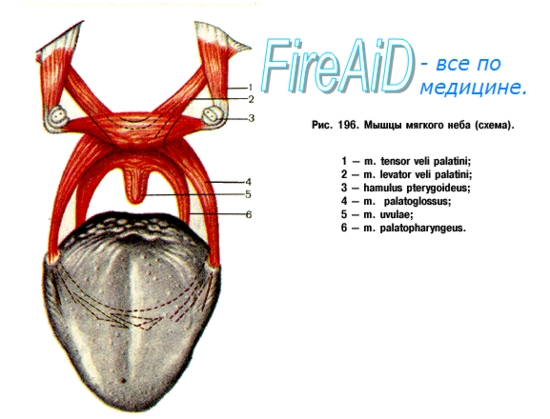 FireAiD - все по
медицине.
Рис. 196. Мышцы мягкого неба (схема).
1 — m. tensor veli palatini;
2 — m. levator veli palatini;
3 — hamulus pterygoideus;
4 — m. palatoglossus;
5 — m. uvulae;
6 — m. palatopharyngeus.
1
2
3
4
5
6